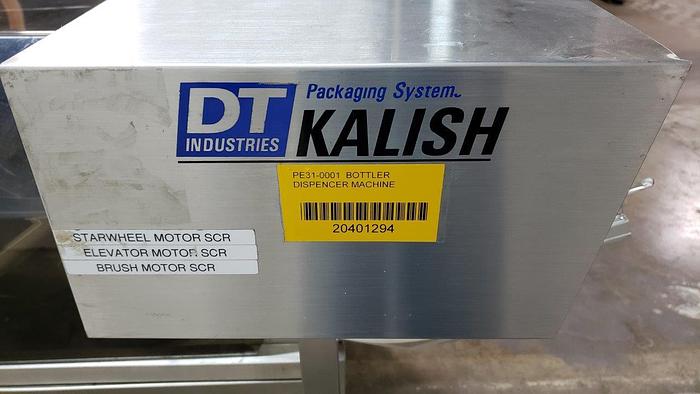 DT
INDUSTRIES
Packaging Systems
KALISH
PE31-0001 BOTTLER
DISPENCER MACHINE
20401294
STARWHEEL MOTOR SCR
ELEVATOR MOTOR SCR
BRUSH MOTOR SCR